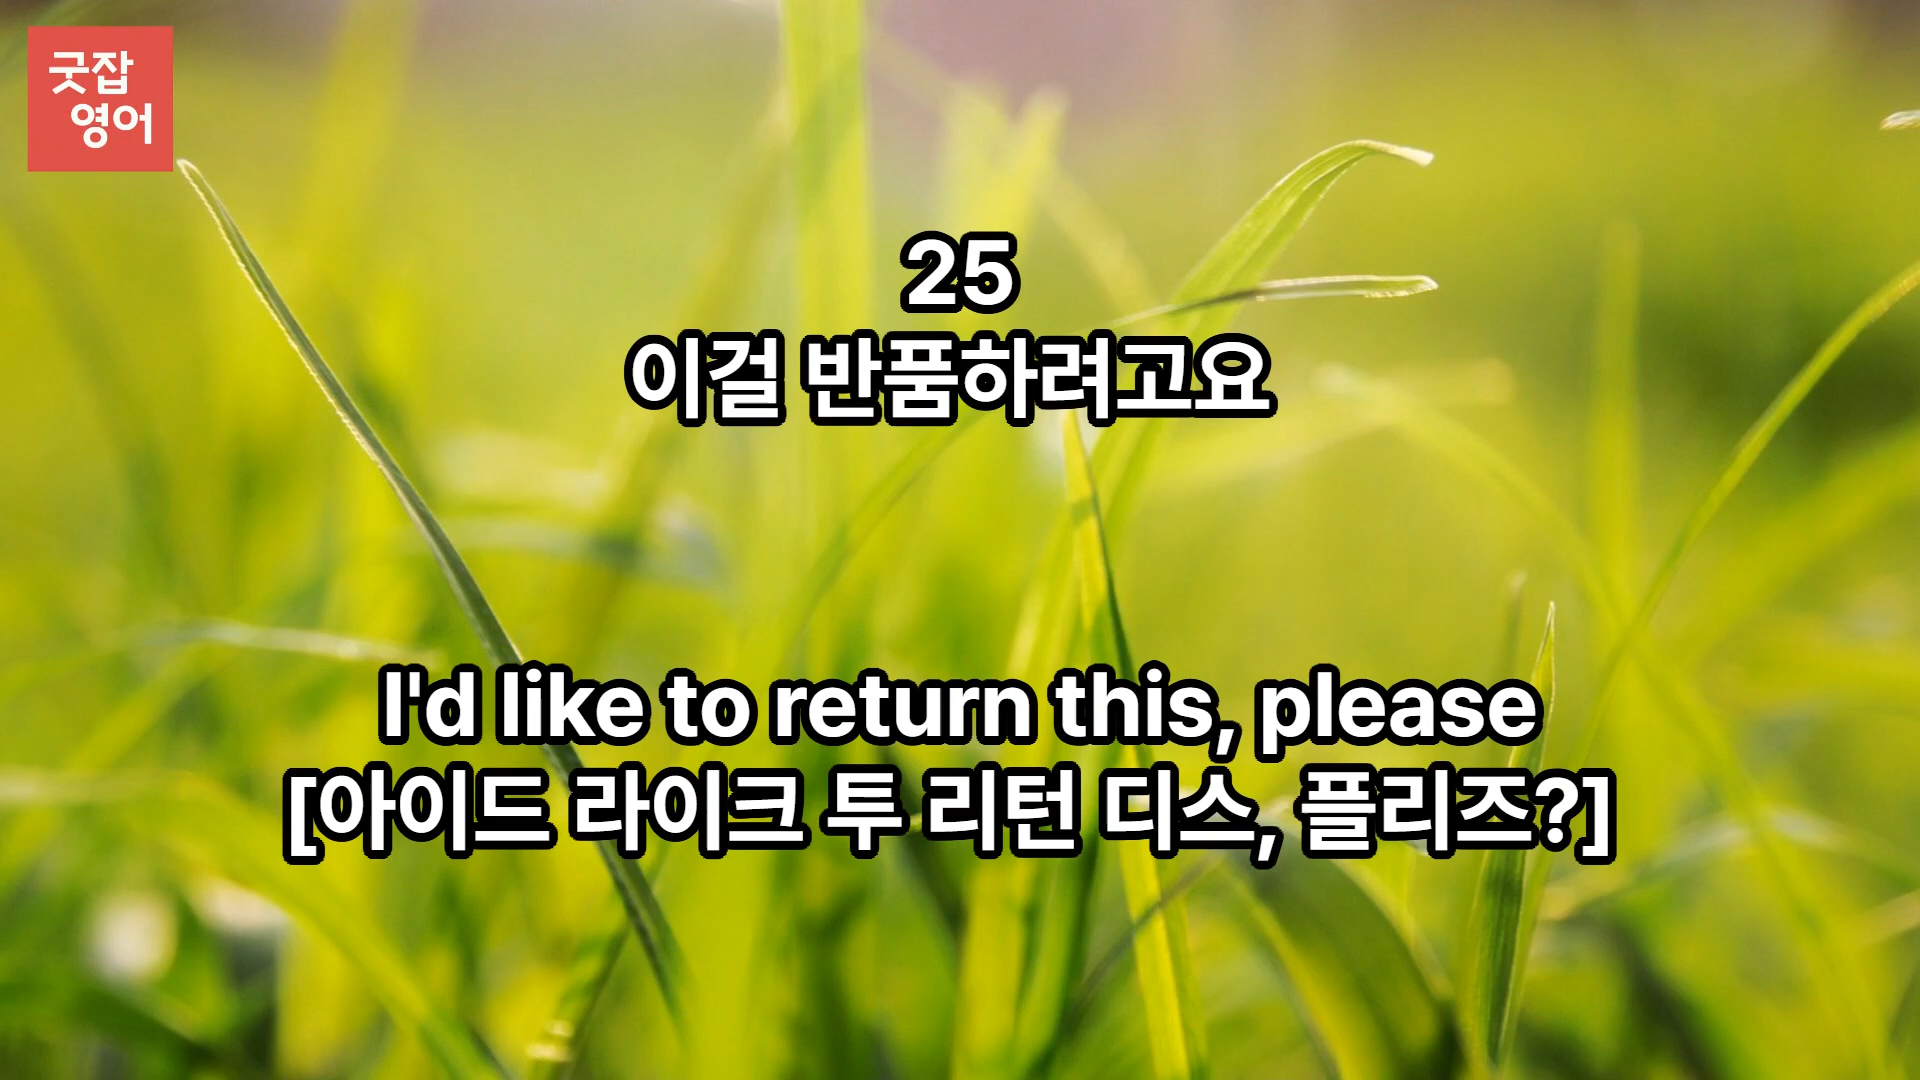 굿잡
영어
25
이걸 반품하려고요
I'd like to return this, please
[아이드 라이크 투 리턴 디스, 플리즈?]